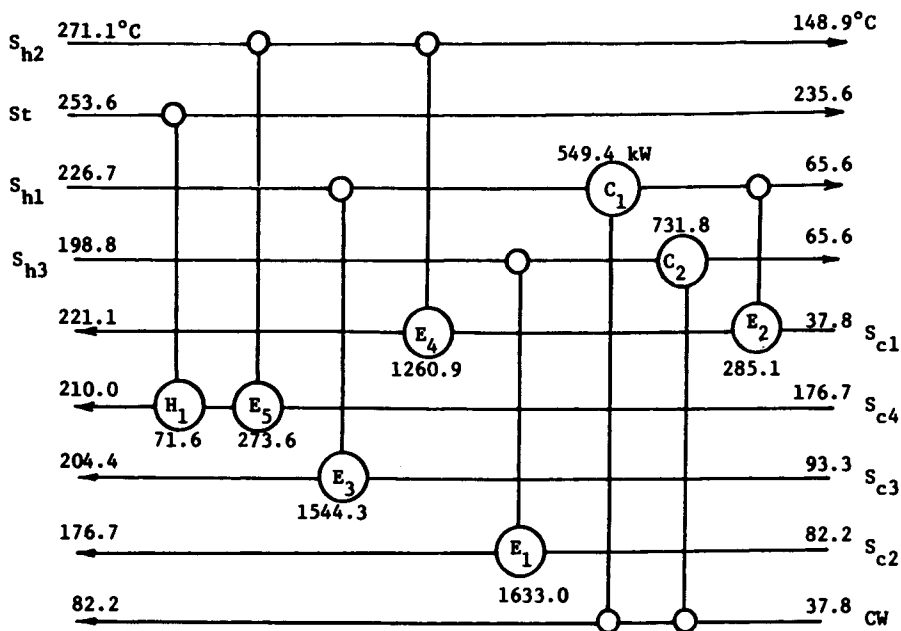 S_h2 271.1°C 148.9°C
St 253.6 235.6
549.4 kW
S_h1 226.7 C_1 65.6
731.8
S_h3 198.8 C_2 65.6
221.1 E_4 E_2 37.8 S_c1
1260.9 285.1
210.0 H_1 E_5 176.7 S_c4
71.6 273.6
204.4 E_3 93.3 S_c3
1544.3
176.7 E_1 82.2 S_c2
1633.0
82.2 37.8 CW